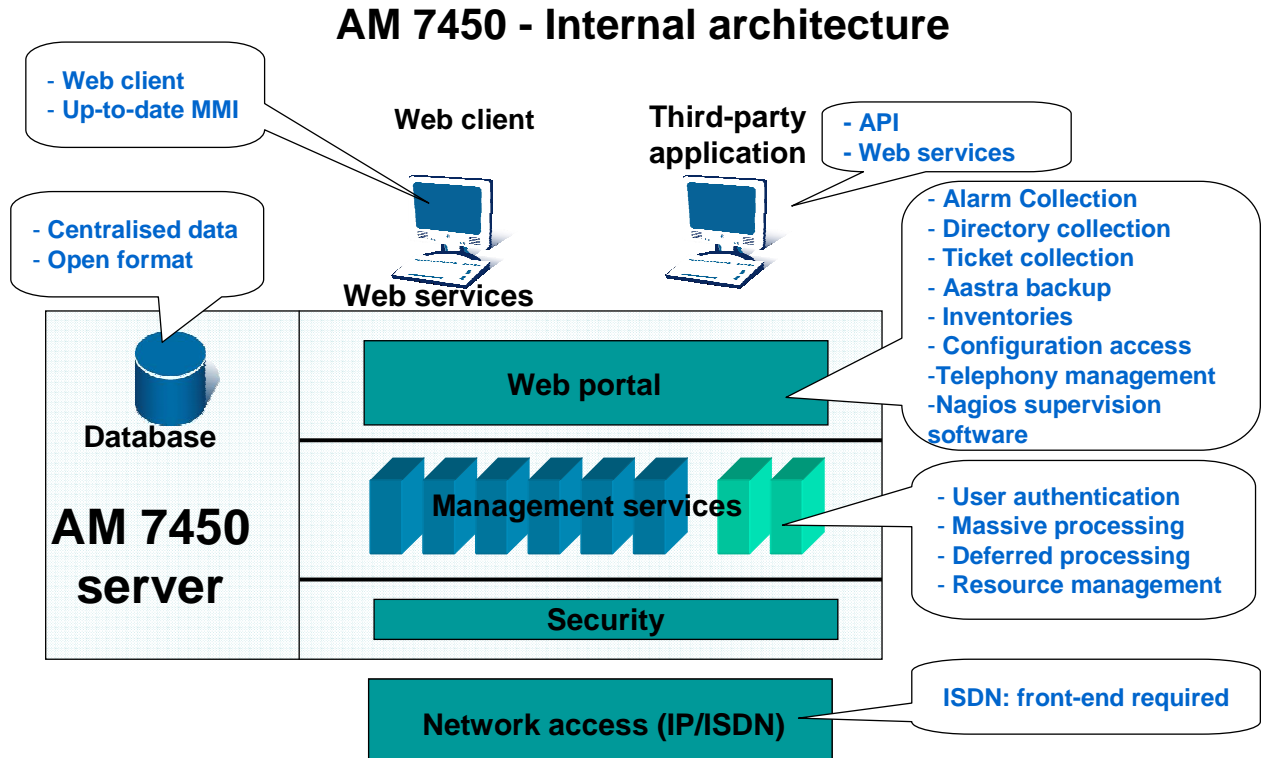 AM 7450 - Internal architecture
- Web client
- Up-to-date MMI
Web client
Third-party
application
- API
- Web services
- Centralised data
- Open format
- Alarm Collection
- Directory collection
- Ticket collection
- Aastra backup
- Inventories
- Configuration access
-Telephony management
-Nagios supervision
software
Web services
Web portal
Database
Management services
- User authentication
- Massive processing
- Deferred processing
- Resource management
AM 7450
server
Security
Network access (IP/ISDN)
ISDN: front-end required